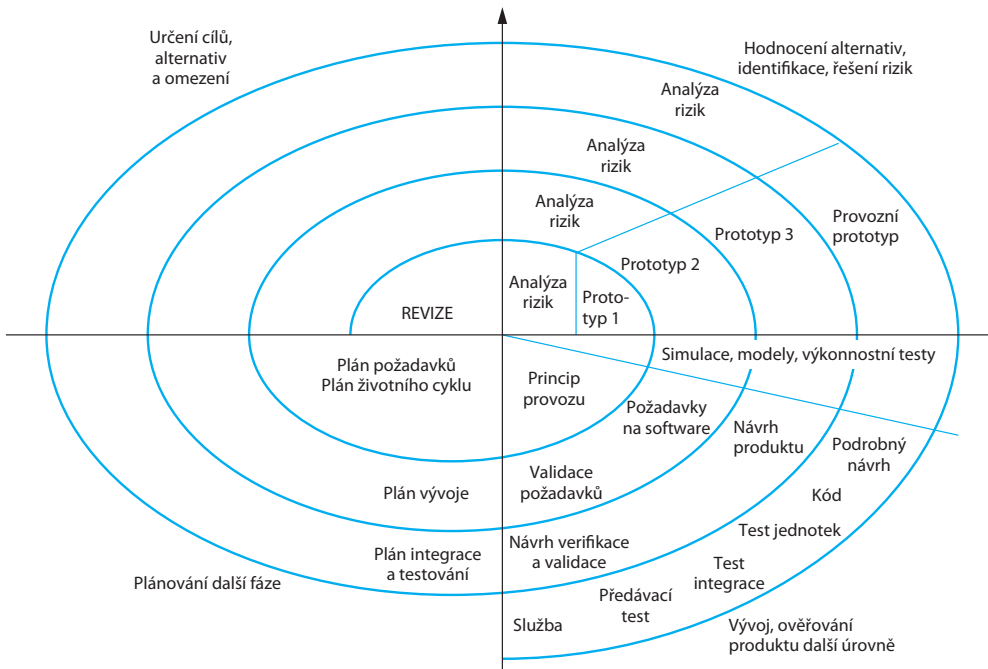 Určení cílů,
alternativ
a omezení
Hodnocení alternativ,
identifikace, řešení rizik
Analýza
rizik
Analýza
rizik
Analýza
rizik
Provozní
prototyp
Prototyp 3
Prototyp 2
Analýza
rizik
Proto-
typ 1
REVIZE
Simulace, modely, výkonnostní testy
Plán požadavků
Plán životního cyklu
Princip
provozu
Požadavky
na software
Návrh
produktu
Podrobný
návrh
Validace
požadavků
Plán vývoje
Kód
Test jednotek
Návrh verifikace
a validace
Plán integrace
a testování
Test
integrace
Plánování další fáze
Předávací
test
Služba
Vývoj, ověřování
produktu další úrovně